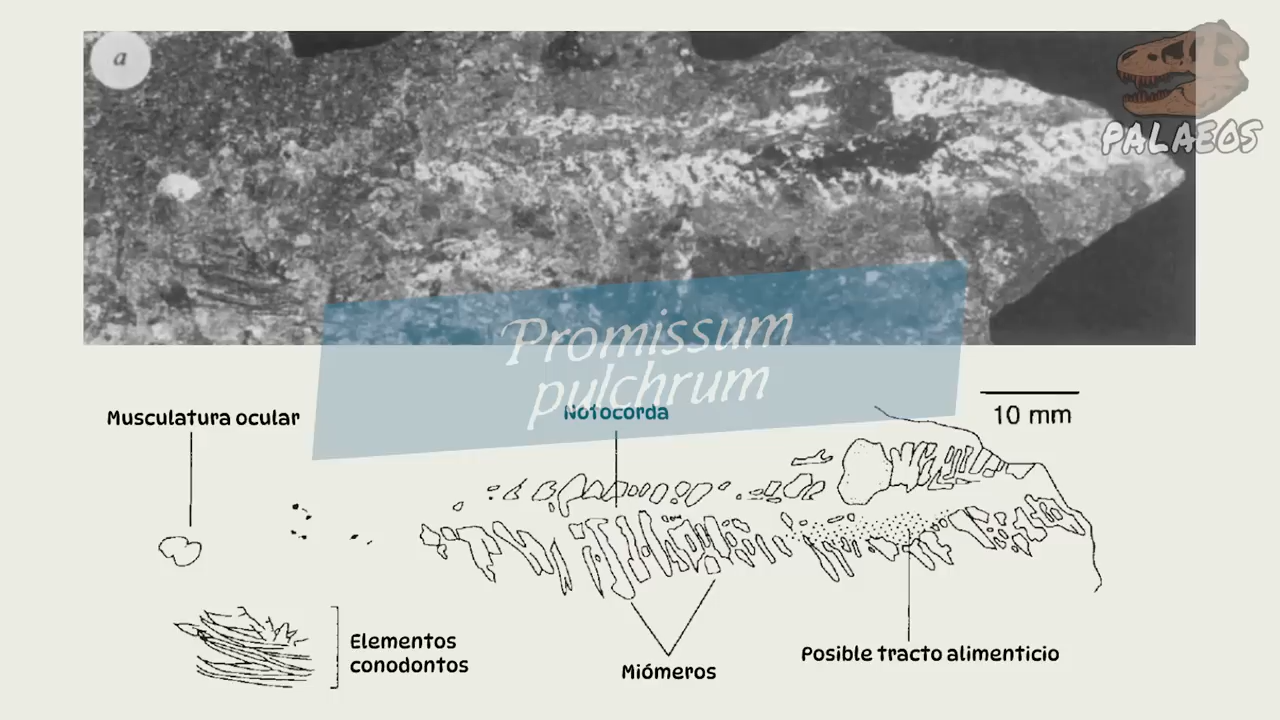 a
PALAEOS
Promissum
pulchrum
Musculatura ocular
Notocorda
10 mm
Elementos
conodontos
Miómeros
Posible tracto alimenticio